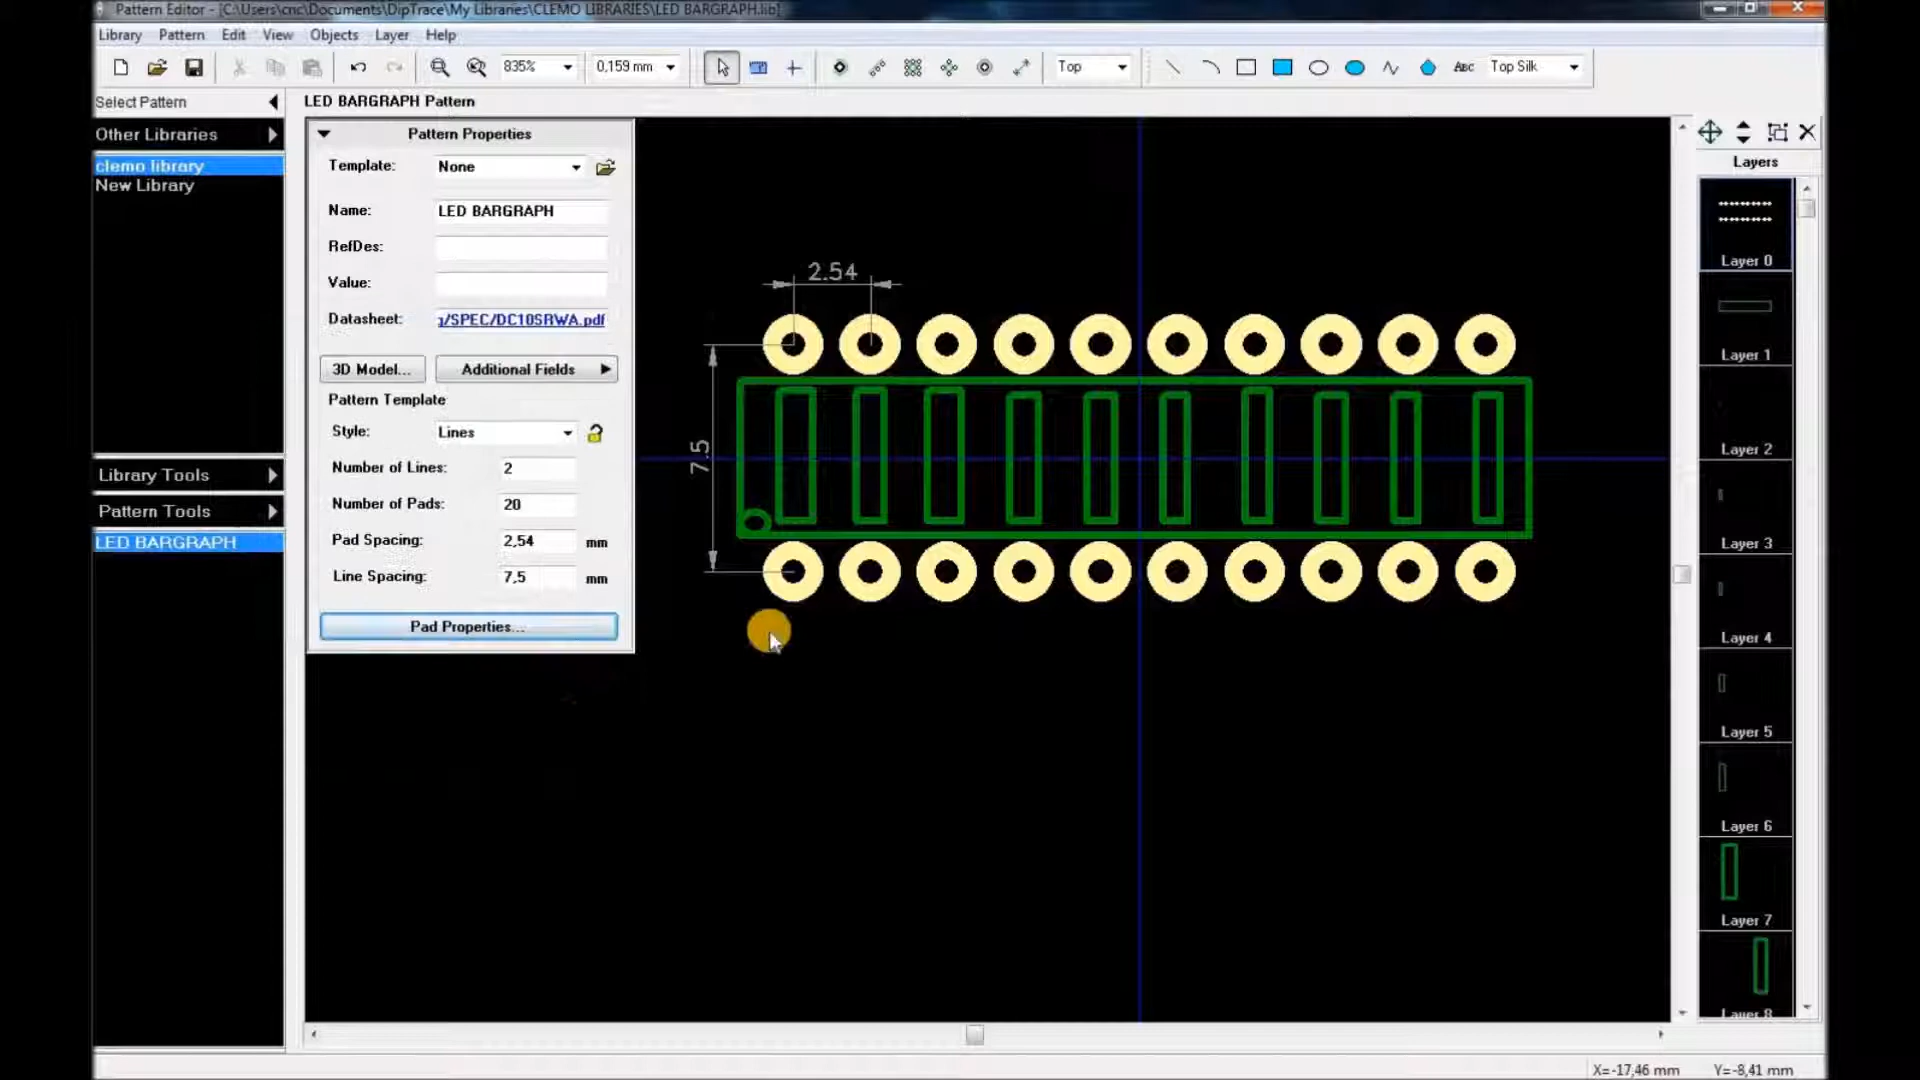 Pattern Editor - [C:\Users\cnc\Documents\DipTrace\My Libraries\CLEMO LIBRARIES\LED BARGRAPH.lib]
Library Pattern Edit View Objects Layer Help
835% 0,159 mm Top ABC Top Silk
Select Pattern
Other Libraries
clemo library
New Library
Library Tools
Pattern Tools
LED BARGRAPH
LED BARGRAPH Pattern
Pattern Properties
Template: None
Name: LED BARGRAPH
RefDes:
Value:
Datasheet: /SPEC/DC10SRWA.pdf
3D Model... Additional Fields
Pattern Template
Style: Lines
Number of Lines: 2
Number of Pads: 20
Pad Spacing: 2,54 mm
Line Spacing: 7,5 mm
Pad Properties...
2.54
7.5
Layers
Layer 0
Layer 1
Layer 2
Layer 3
Layer 4
Layer 5
Layer 6
Layer 7
Layer 8
X=-17,46 mm Y=-8,41 mm